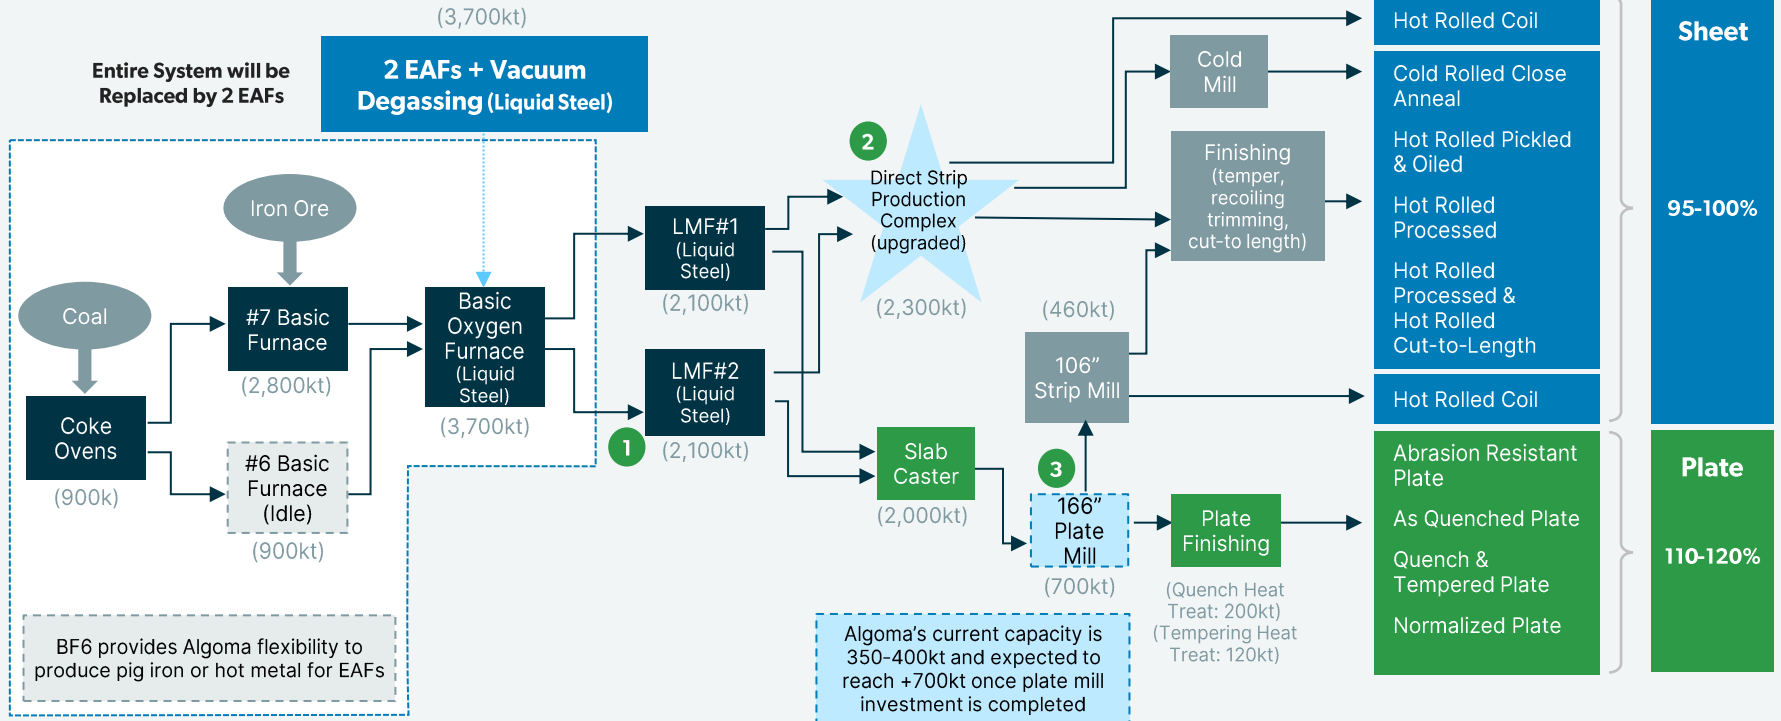 (3,700kt)
Entire System will be
Replaced by 2 EAFs
2 EAFs + Vacuum
Degassing (Liquid Steel)
Iron Ore
Coal
#7 Basic
Furnace
(2,800kt)
Coke
Ovens
(900k)
#6 Basic
Furnace
(Idle)
(900kt)
Basic
Oxygen
Furnace
(Liquid
Steel)
(3,700kt)
BF6 provides Algoma flexibility to
produce pig iron or hot metal for EAFs
1
LMF#1
(Liquid
Steel)
(2,100kt)
LMF#2
(Liquid
Steel)
(2,100kt)
2
Direct Strip
Production
Complex
(upgraded)
(2,300kt)
Slab
Caster
(2,000kt)
Cold
Mill
Finishing
(temper,
recoiling
trimming,
cut-to length)
(460kt)
106”
Strip Mill
3
166”
Plate
Mill
(700kt)
Plate
Finishing
(Quench Heat
Treat: 200kt)
(Tempering Heat
Treat: 120kt)
Algoma’s current capacity is
350-400kt and expected to
reach +700kt once plate mill
investment is completed
Hot Rolled Coil
Cold Rolled Close
Anneal
Hot Rolled Pickled
& Oiled
Hot Rolled
Processed
Hot Rolled
Processed &
Hot Rolled
Cut-to-Length
Hot Rolled Coil
Abrasion Resistant
Plate
As Quenched Plate
Quench &
Tempered Plate
Normalized Plate
Sheet
95-100%
Plate
110-120%